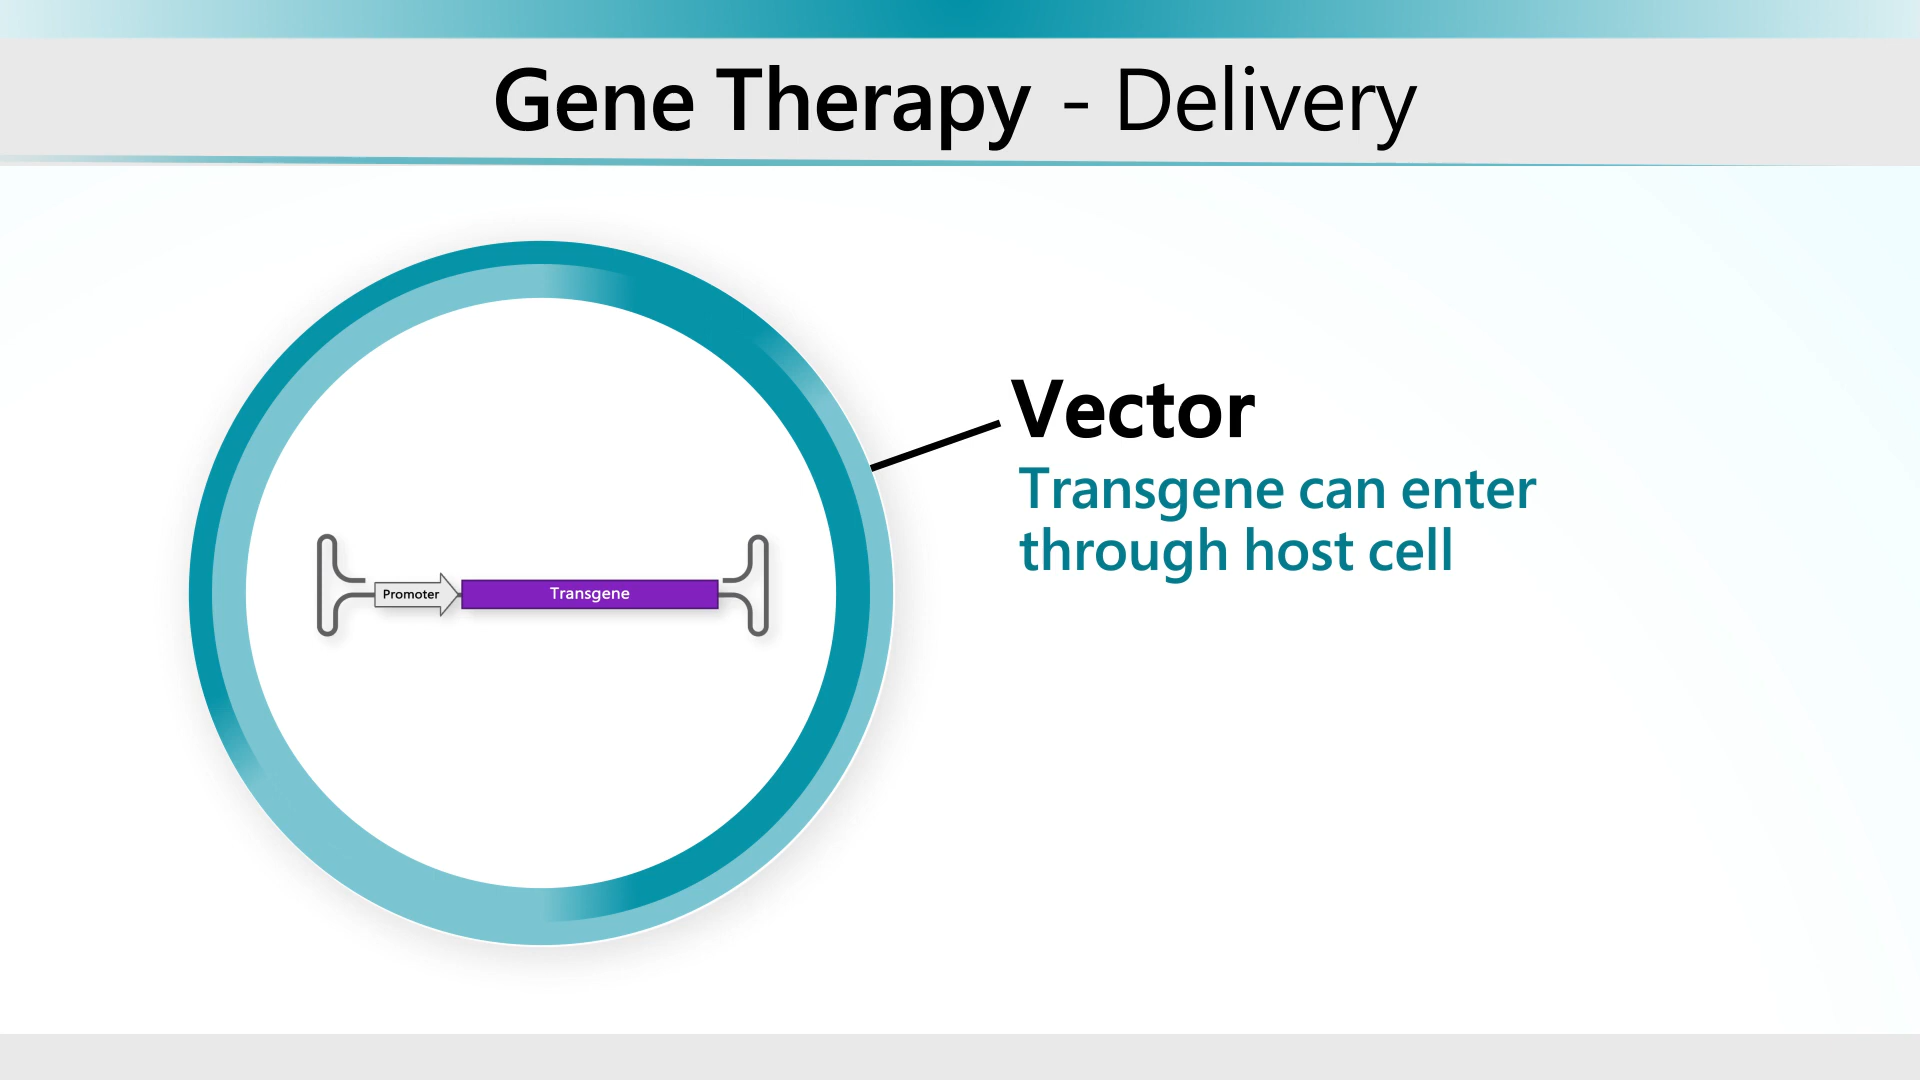 Gene Therapy - Delivery
Vector
Transgene can enter
through host cell
Promoter
Transgene